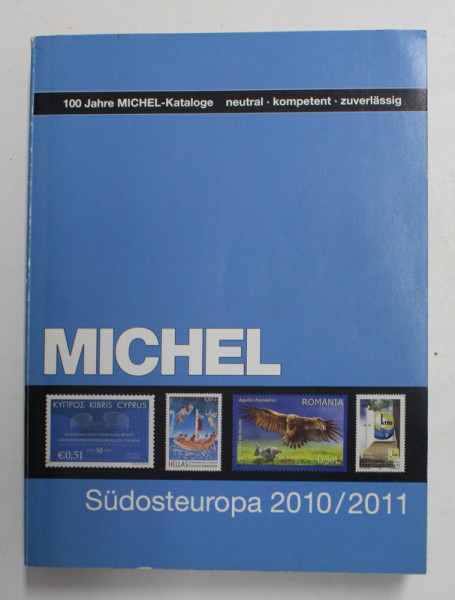 100 Jahre MICHEL-Kataloge neutral · kompetent · zuverlässig
MICHEL
ΚΥΠΡΟΣ KIBRIS CYPRUS
€0,51
HELLAS
Aquila chrysaetos
ROMÂNIA
Südosteuropa 2010/2011